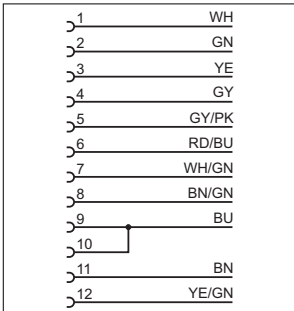 1 WH
2 GN
3 YE
4 GY
5 GY/PK
6 RD/BU
7 WH/GN
8 BN/GN
9 BU
10
11 BN
12 YE/GN